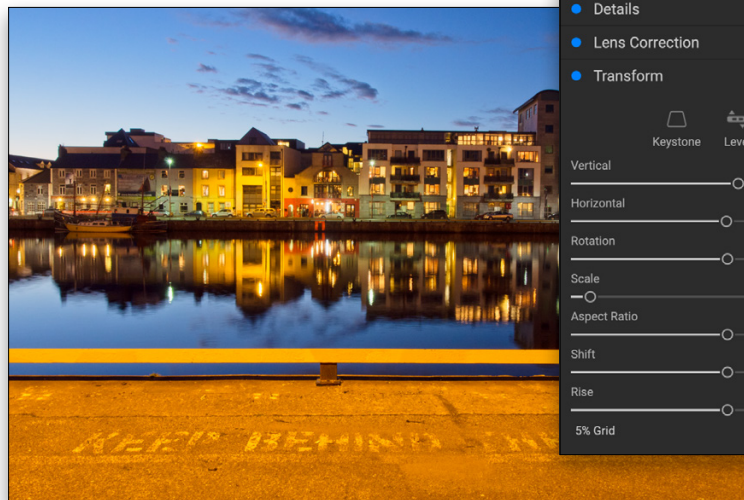 Details
Lens Correction
Transform
Keystone
Vertical
Horizontal
Rotation
Scale
Aspect Ratio
Shift
Rise
5% Grid
KEEP BEHIND